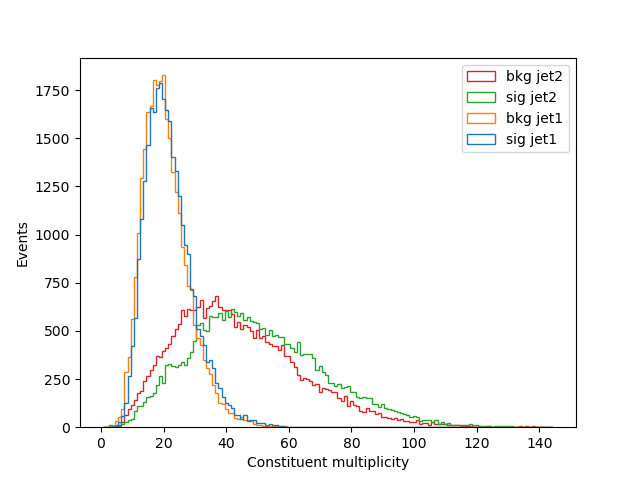 bkg jet2
sig jet2
bkg jet1
sig jet1
1750
1500
1250
1000
750
500
250
0
Events
0 20 40 60 80 100 120 140
Constituent multiplicity